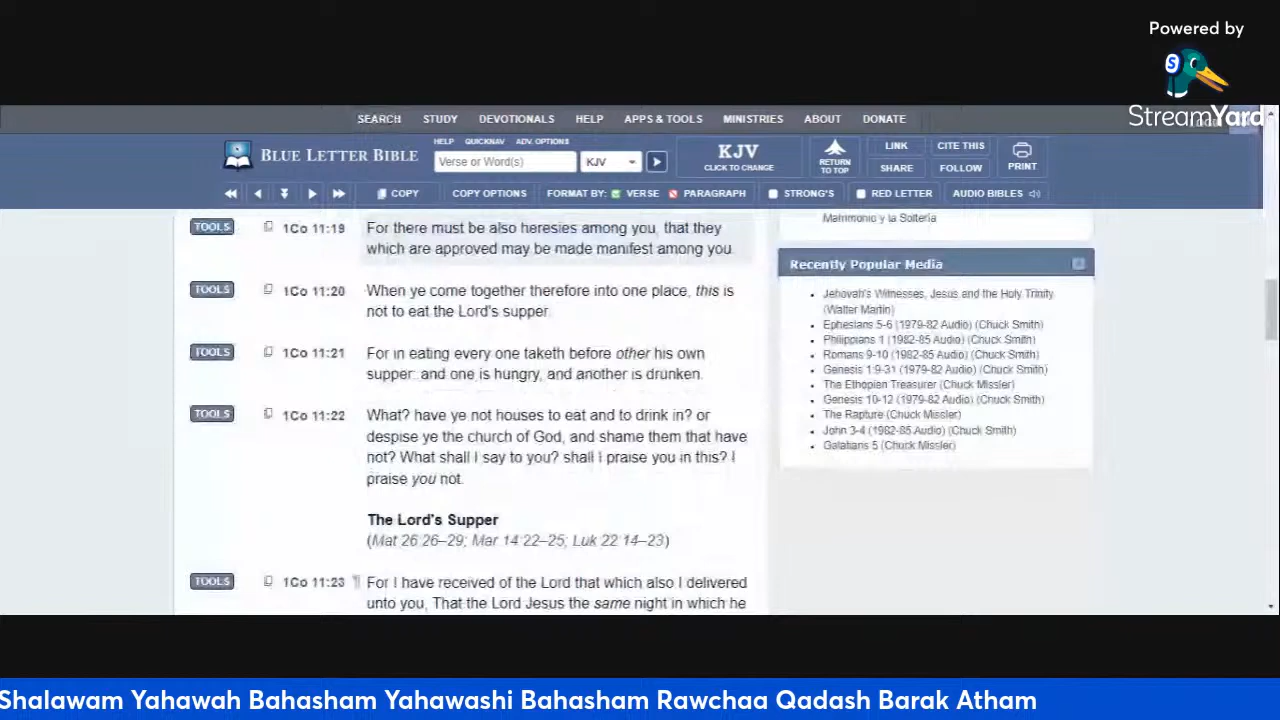 Powered by
StreamYard
SEARCH STUDY DEVOTIONALS HELP APPS & TOOLS MINISTRIES ABOUT DONATE
HELP QUICKNAV ADV. OPTIONS
BLUE LETTER BIBLE
Verse or Word(s)
KJV
KJV
CLICK TO CHANGE
RETURN
TO TOP
LINK
CITE THIS
SHARE
FOLLOW
PRINT
COPY COPY OPTIONS FORMAT BY: VERSE PARAGRAPH STRONG'S RED LETTER AUDIO BIBLES
TOOLS 1Co 11:19 For there must be also heresies among you, that they
which are approved may be made manifest among you.
TOOLS 1Co 11:20 When ye come together therefore into one place, this is
not to eat the Lord's supper.
TOOLS 1Co 11:21 For in eating every one taketh before other his own
supper: and one is hungry, and another is drunken.
TOOLS 1Co 11:22 What? have ye not houses to eat and to drink in? or
despise ye the church of God, and shame them that have
not? What shall I say to you? shall I praise you in this? I
praise you not.
The Lord's Supper
(Mat 26:26–29; Mar 14:22–25; Luk 22:14–23)
TOOLS 1Co 11:23 ¶ For I have received of the Lord that which also I delivered
unto you, That the Lord Jesus the same night in which he
Matrimonio y la Soltería
Recently Popular Media
Jehovah's Witnesses, Jesus and the Holy Trinity
(Walter Martin)
Ephesians 5-6 (1979-82 Audio) (Chuck Smith)
Philippians 1 (1982-85 Audio) (Chuck Smith)
Romans 9-10 (1982-85 Audio) (Chuck Smith)
Genesis 1:9-31 (1979-82 Audio) (Chuck Smith)
The Ethopian Treasurer (Chuck Missler)
Genesis 10-12 (1979-82 Audio) (Chuck Smith)
The Rapture (Chuck Missler)
John 3-4 (1982-85 Audio) (Chuck Smith)
Galatians 5 (Chuck Missler)
Shalawam Yahawah Bahasham Yahawashi Bahasham Rawchaa Qadash Barak Atham